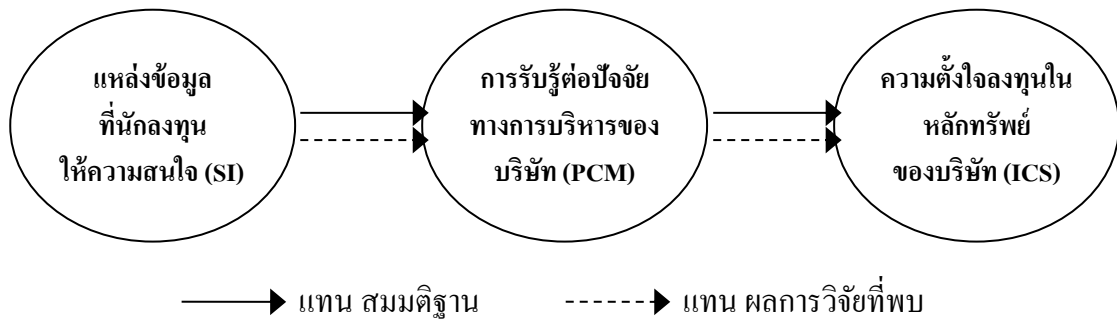 แหล่งข้อมูล
ที่นักลงทุน
ให้ความสนใจ (SI)
การรับรู้ต่อปัจจัย
ทางการบริหารของ
บริษัท (PCM)
ความตั้งใจลงทุนใน
หลักทรัพย์
ของบริษัท (ICS)
แทน สมมติฐาน
แทน ผลการวิจัยที่พบ